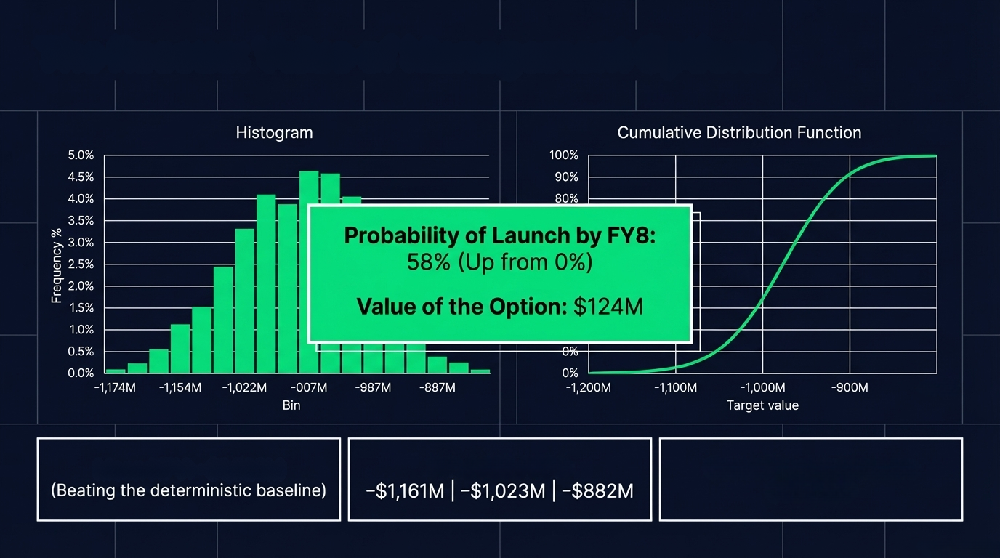 Histogram
5.0%
4.5%
4.0%
3.5%
3.0%
2.5%
2.0%
1.5%
1.0%
0.5%
0.0%
Frequency %
-1,174M -1,154M -1,022M -007M -987M -887M
Bin
Cumulative Distribution Function
100%
90%
80%
0%
0%
-1,200M -1,100M -1,000M -900M
Target value
Probability of Launch by FY8:
58% (Up from 0%)
Value of the Option: $124M
(Beating the deterministic baseline)
−$1,161M | −$1,023M | −$882M